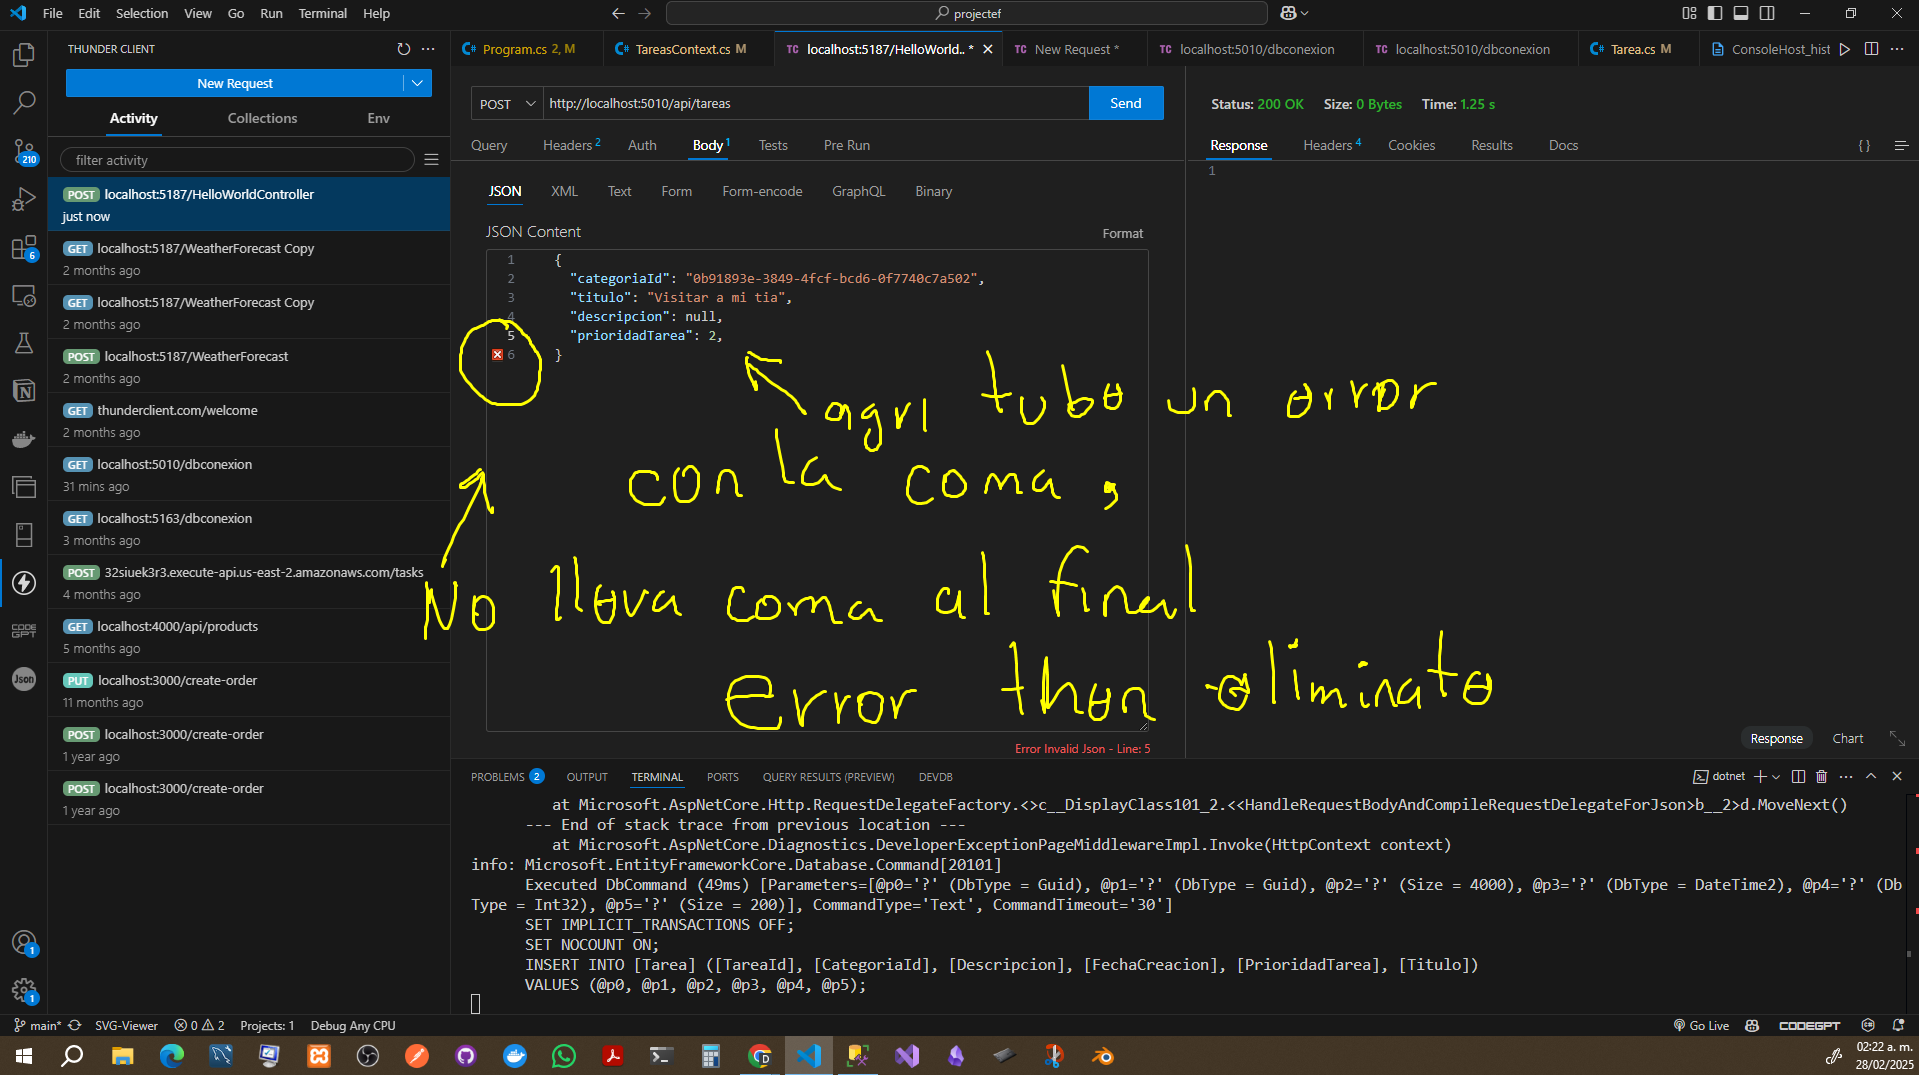 File Edit Selection View Go Run Terminal Help
projectef
THUNDER CLIENT
New Request
Activity Collections Env
filter activity
POST localhost:5187/HelloWorldController
just now
GET localhost:5187/WeatherForecast Copy
2 months ago
GET localhost:5187/WeatherForecast Copy
2 months ago
POST localhost:5187/WeatherForecast
2 months ago
GET thunderclient.com/welcome
2 months ago
GET localhost:5010/dbconexion
31 mins ago
GET localhost:5163/dbconexion
3 months ago
POST 32siuek3r3.execute-api.us-east-2.amazonaws.com/tasks
4 months ago
GET localhost:4000/api/products
5 months ago
PUT localhost:3000/create-order
11 months ago
POST localhost:3000/create-order
1 year ago
POST localhost:3000/create-order
1 year ago
210
6
CODE GPT
Json
1
1
C# Program.cs 2, M C# TareasContext.cs M TC localhost:5187/HelloWorld.. * TC New Request * TC localhost:5010/dbconexion TC localhost:5010/dbconexion C# Tarea.cs M ConsoleHost_hist
POST http://localhost:5010/api/tareas Send
Query Headers 2 Auth Body 1 Tests Pre Run
JSON XML Text Form Form-encode GraphQL Binary
JSON Content Format
1 {
2 "categoriaId": "0b91893e-3849-4fcf-bcd6-0f7740c7a502",
3 "titulo": "Visitar a mi tia",
4 "descripcion": null,
5 "prioridadTarea": 2,
6 }
agri tubo un error
con la coma ,
No lleva coma al final
Error then eliminate
Error Invalid Json - Line: 5
Status: 200 OK Size: 0 Bytes Time: 1.25 s
Response Headers 4 Cookies Results Docs { }
1
Response Chart
PROBLEMS 2 OUTPUT TERMINAL PORTS QUERY RESULTS (PREVIEW) DEVDB dotnet
at Microsoft.AspNetCore.Http.RequestDelegateFactory.<>c__DisplayClass101_2.<<HandleRequestBodyAndCompileRequestDelegateForJson>b__2>d.MoveNext()
--- End of stack trace from previous location ---
at Microsoft.AspNetCore.Diagnostics.DeveloperExceptionPageMiddlewareImpl.Invoke(HttpContext context)
info: Microsoft.EntityFrameworkCore.Database.Command[20101]
Executed DbCommand (49ms) [Parameters=[@p0='?' (DbType = Guid), @p1='?' (DbType = Guid), @p2='?' (Size = 4000), @p3='?' (DbType = DateTime2), @p4='?' (Db
Type = Int32), @p5='?' (Size = 200)], CommandType='Text', CommandTimeout='30']
SET IMPLICIT_TRANSACTIONS OFF;
SET NOCOUNT ON;
INSERT INTO [Tarea] ([TareaId], [CategoriaId], [Descripcion], [FechaCreacion], [PrioridadTarea], [Titulo])
VALUES (@p0, @p1, @p2, @p3, @p4, @p5);
main* SVG-Viewer 0 2 Projects: 1 Debug Any CPU Go Live CODEGPT
02:22 a. m.
28/02/2025